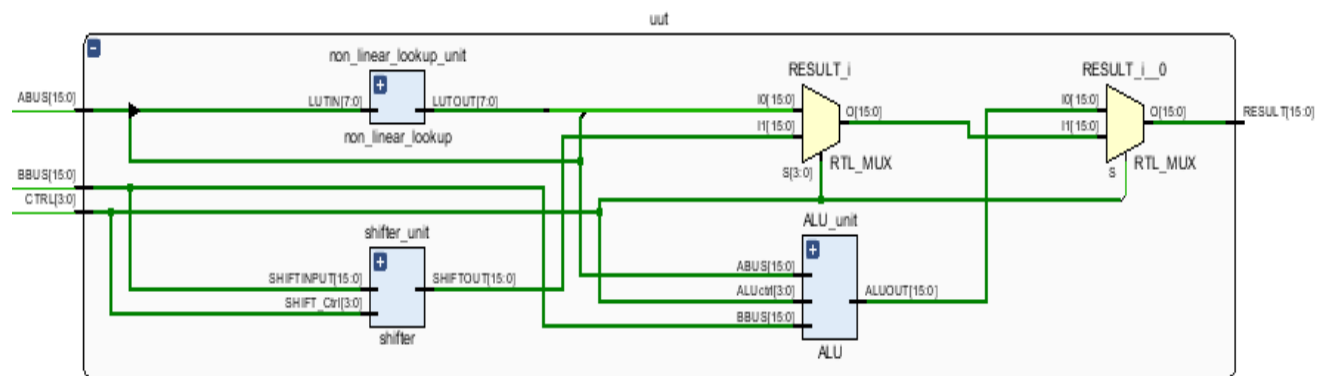 uut
non_linear_lookup_unit
RESULT_i
RESULT_i__0
ABUS[15:0]
LUTIN[7:0]
LUTOUT[7:0]
non_linear_lookup
I0[15:0]
I1[15:0]
O[15:0]
S[3:0]
RTL_MUX
I0[15:0]
I1[15:0]
O[15:0]
S
RTL_MUX
RESULT[15:0]
BBUS[15:0]
CTRL[3:0]
shifter_unit
SHIFTINPUT[15:0]
SHIFT_Ctrl[3:0]
SHIFTOUT[15:0]
shifter
ALU_unit
ABUS[15:0]
ALUctrl[3:0]
BBUS[15:0]
ALUOUT[15:0]
ALU